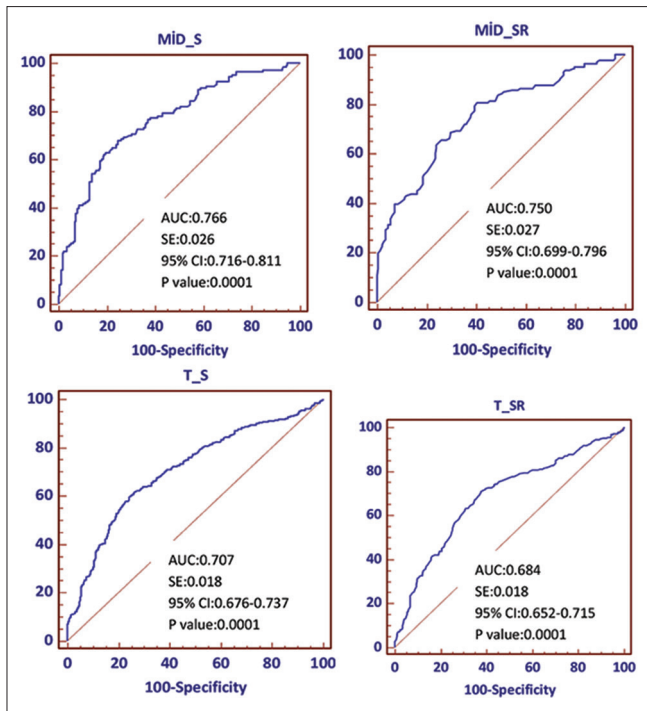 MİD_S
100
80
60
40
20
0
AUC:0.766
SE:0.026
95% CI:0.716-0.811
P value:0.0001
0 20 40 60 80 100
100-Specificity
MİD_SR
100
80
60
40
20
0
AUC:0.750
SE:0.027
95% CI:0.699-0.796
P value:0.0001
0 20 40 60 80 100
100-Specificity
T_S
100
80
60
40
20
0
AUC:0.707
SE:0.018
95% CI:0.676-0.737
P value:0.0001
0 20 40 60 80 100
100-Specificity
T_SR
100
80
60
40
20
0
AUC:0.684
SE:0.018
95% CI:0.652-0.715
P value:0.0001
0 20 40 60 80 100
100-Specificity